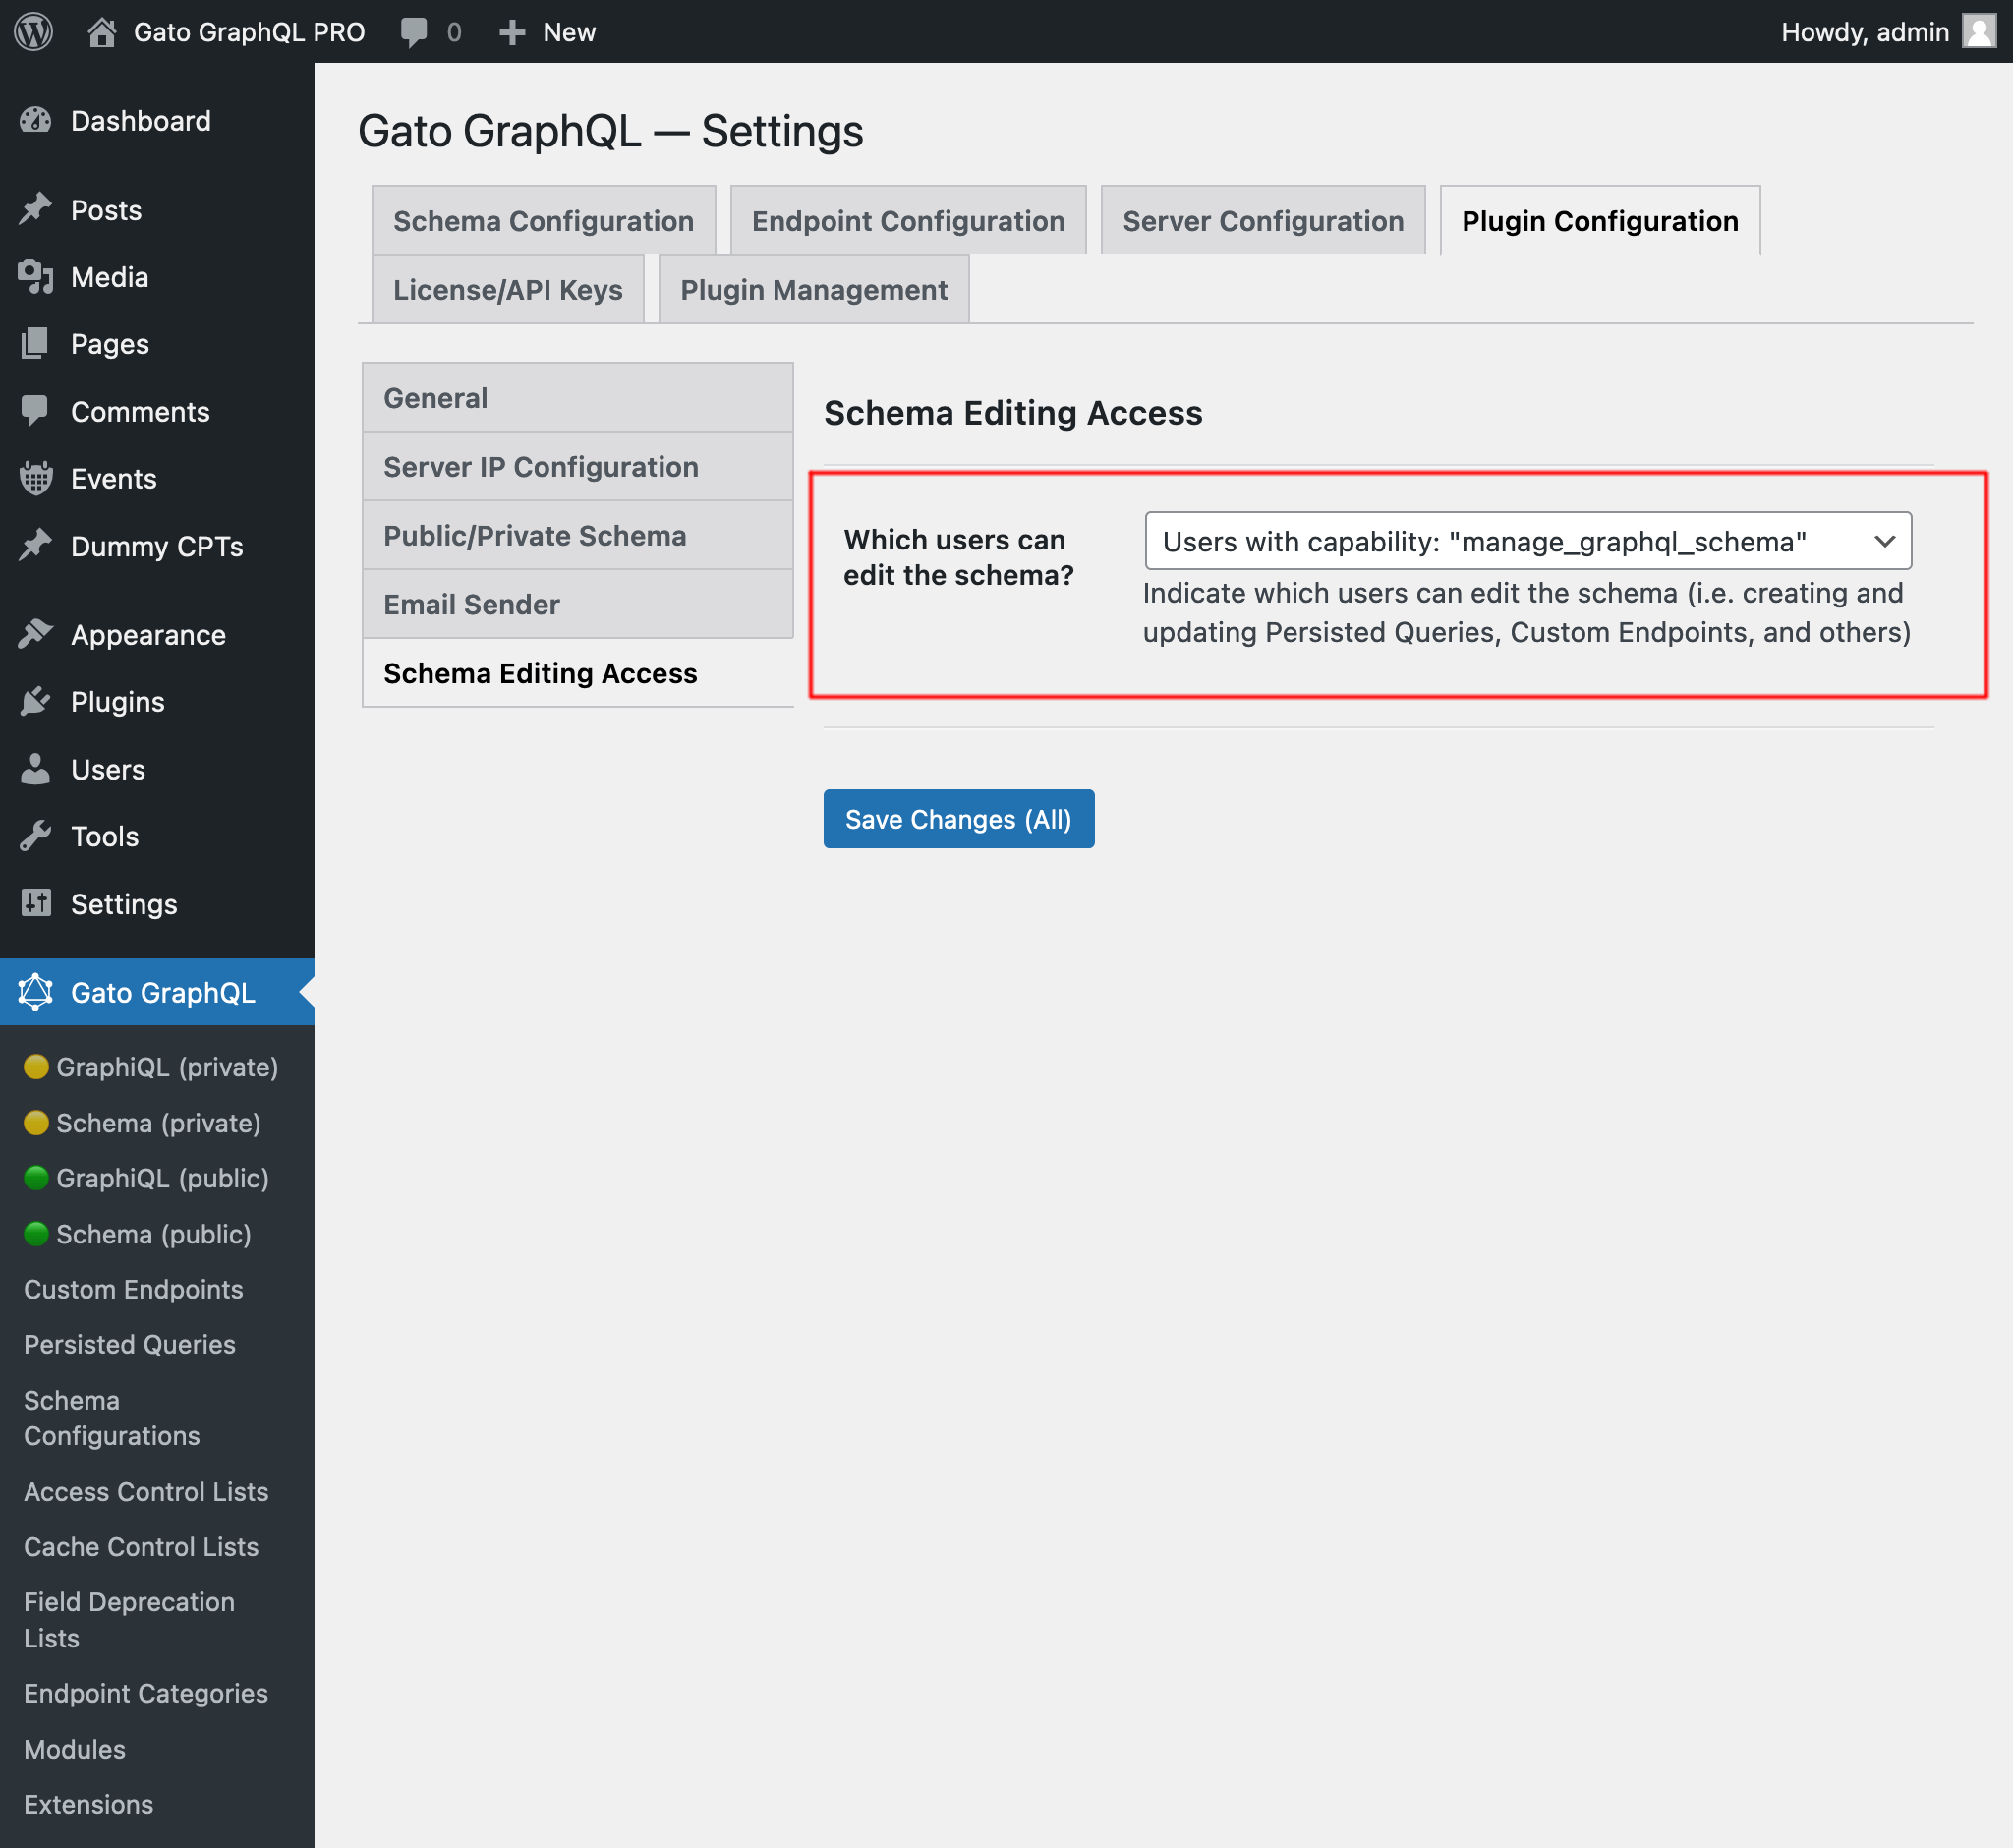 Gato GraphQL PRO
0
New
Howdy, admin
Dashboard
Posts
Media
Pages
Comments
Events
Dummy CPTs
Appearance
Plugins
Users
Tools
Settings
Gato GraphQL
GraphiQL (private)
Schema (private)
GraphiQL (public)
Schema (public)
Custom Endpoints
Persisted Queries
Schema
Configurations
Access Control Lists
Cache Control Lists
Field Deprecation
Lists
Endpoint Categories
Modules
Extensions
Gato GraphQL — Settings
Schema Configuration
Endpoint Configuration
Server Configuration
Plugin Configuration
License/API Keys
Plugin Management
General
Server IP Configuration
Public/Private Schema
Email Sender
Schema Editing Access
Schema Editing Access
Which users can
edit the schema?
Users with capability: "manage_graphql_schema"
Indicate which users can edit the schema (i.e. creating and
updating Persisted Queries, Custom Endpoints, and others)
Save Changes (All)